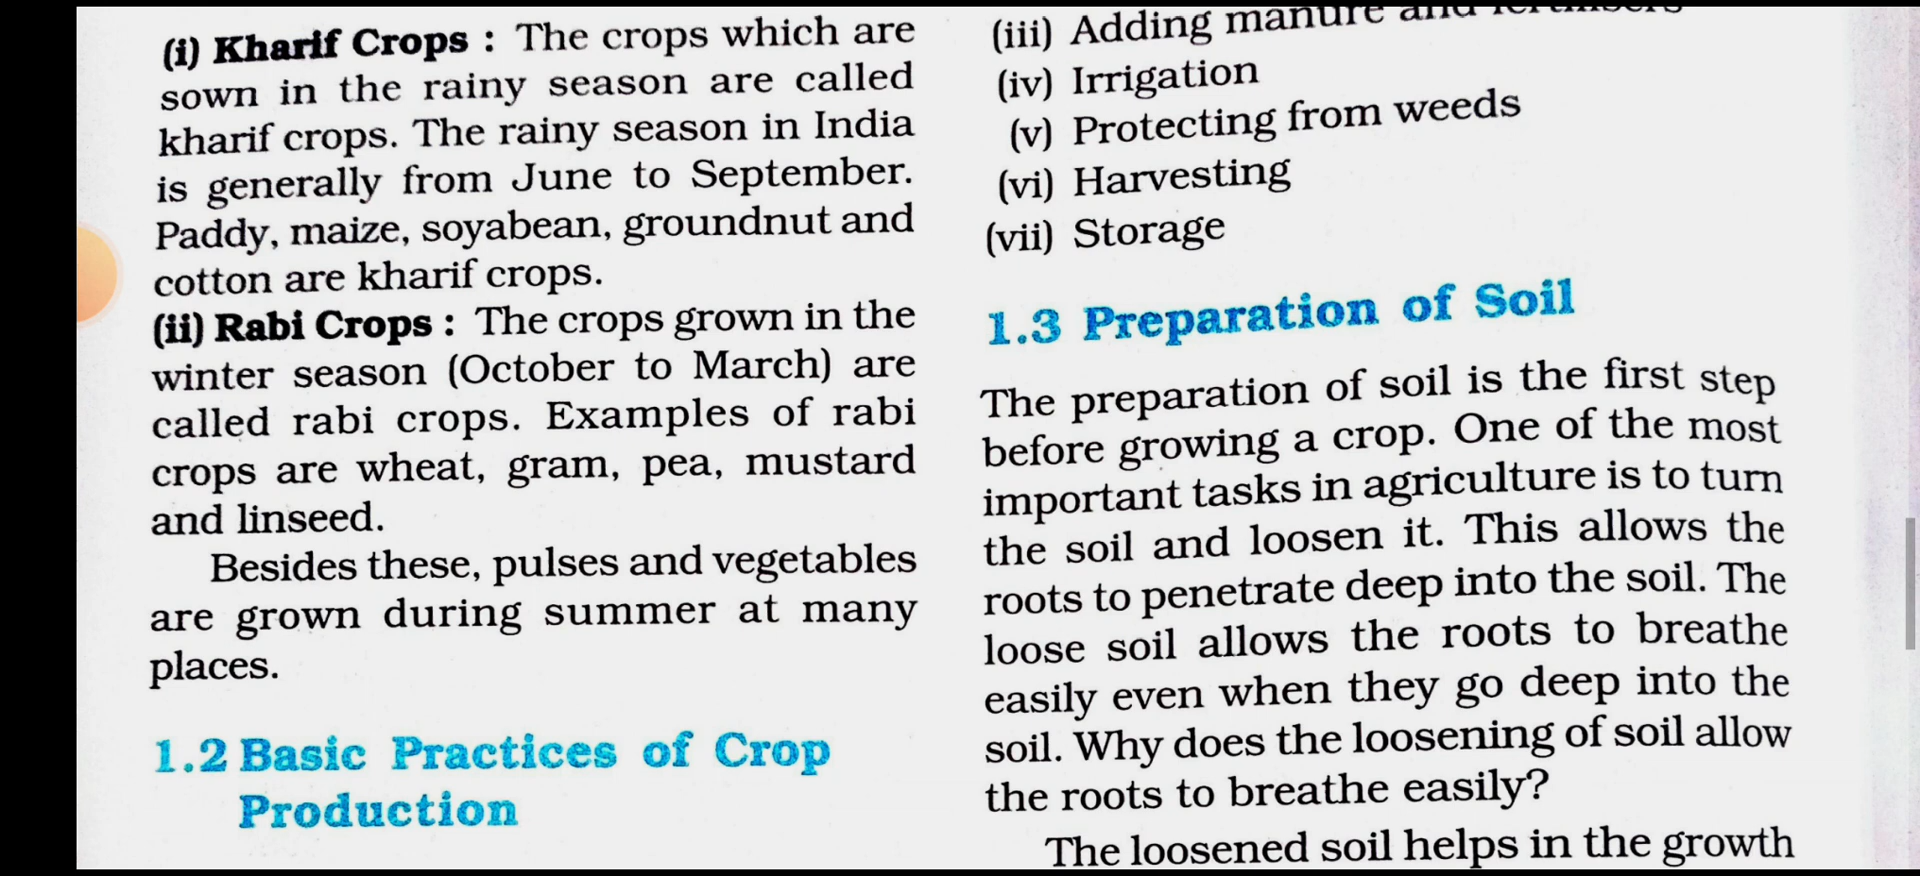 (i) Kharif Crops : The crops which are
sown in the rainy season are called
kharif crops. The rainy season in India
is generally from June to September.
Paddy, maize, soyabean, groundnut and
cotton are kharif crops.
(ii) Rabi Crops : The crops grown in the
winter season (October to March) are
called rabi crops. Examples of rabi
crops are wheat, gram, pea, mustard
and linseed.
Besides these, pulses and vegetables
are grown during summer at many
places.
1.2 Basic Practices of Crop
Production
(iii) Adding manure and fertilisers
(iv) Irrigation
(v) Protecting from weeds
(vi) Harvesting
(vii) Storage
1.3 Preparation of Soil
The preparation of soil is the first step
before growing a crop. One of the most
important tasks in agriculture is to turn
the soil and loosen it. This allows the
roots to penetrate deep into the soil. The
loose soil allows the roots to breathe
easily even when they go deep into the
soil. Why does the loosening of soil allow
the roots to breathe easily?
The loosened soil helps in the growth